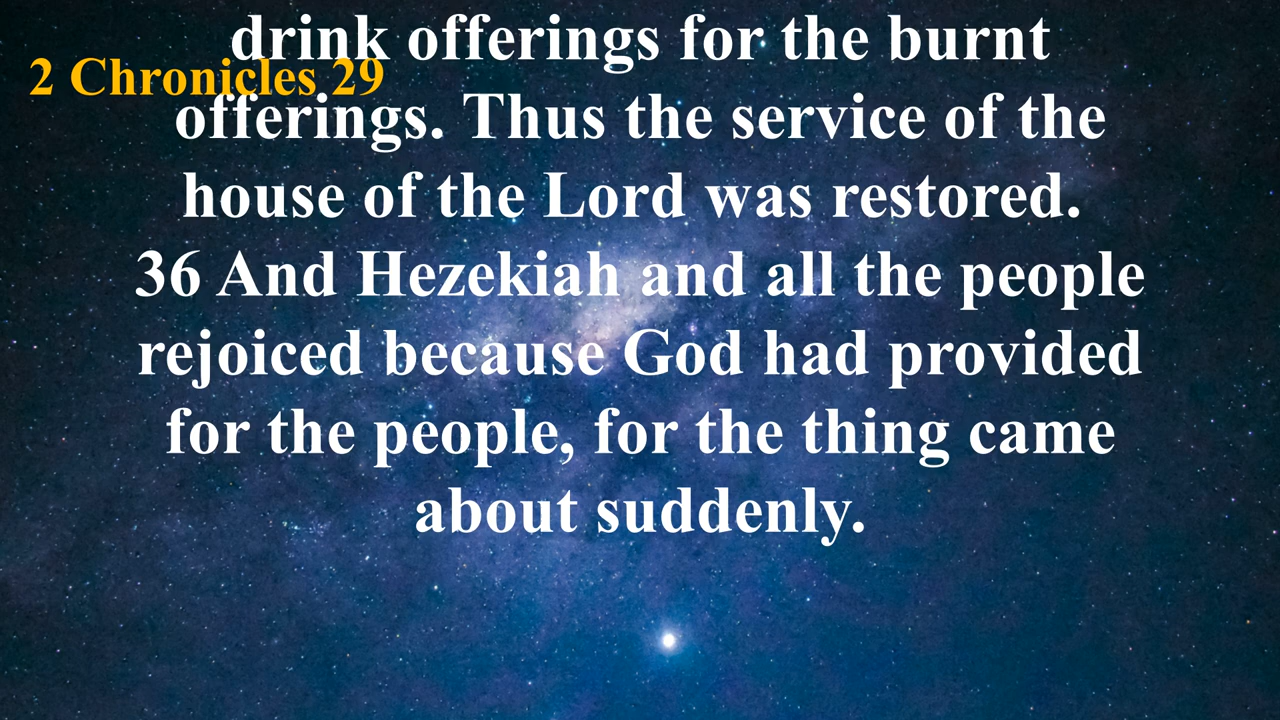 drink offerings for the burnt
2 Chronicles 29
offerings. Thus the service of the
house of the Lord was restored.
36 And Hezekiah and all the people
rejoiced because God had provided
for the people, for the thing came
about suddenly.